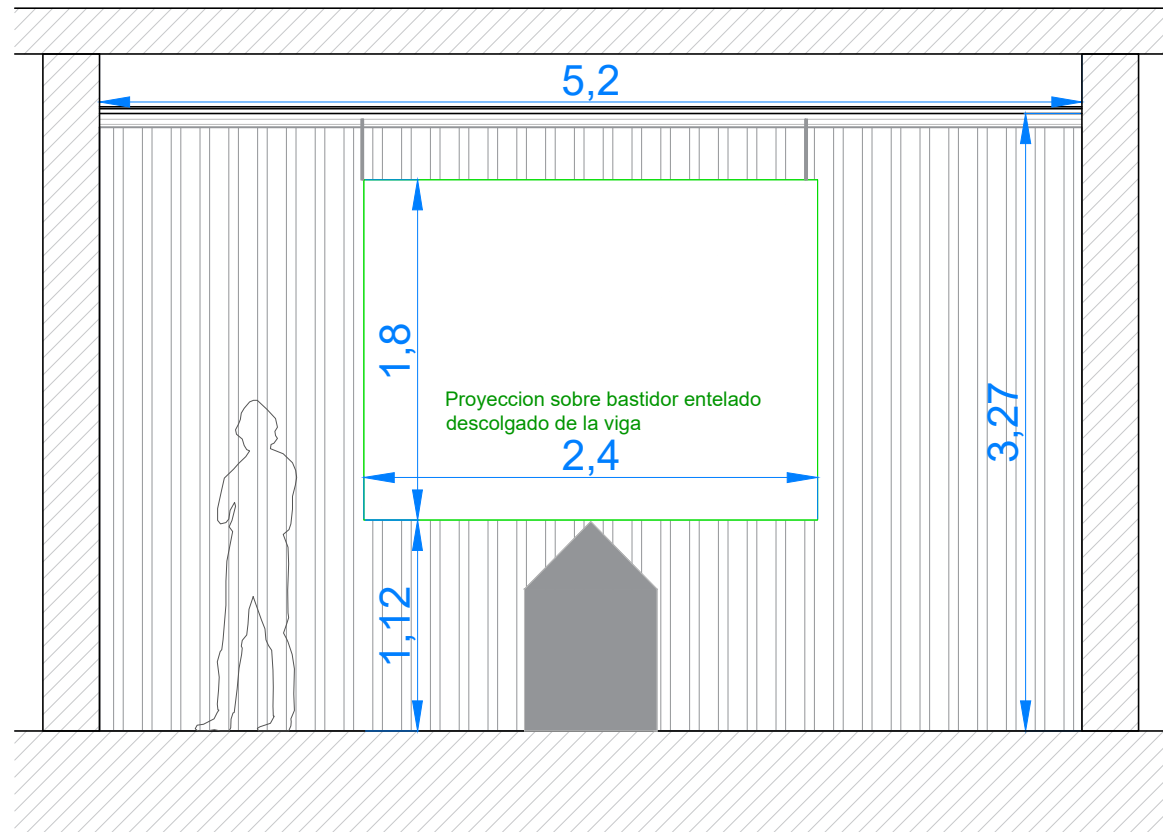 5,2
1,8
Proyeccion sobre bastidor entelado
descolgado de la viga
2,4
3,27
1,12